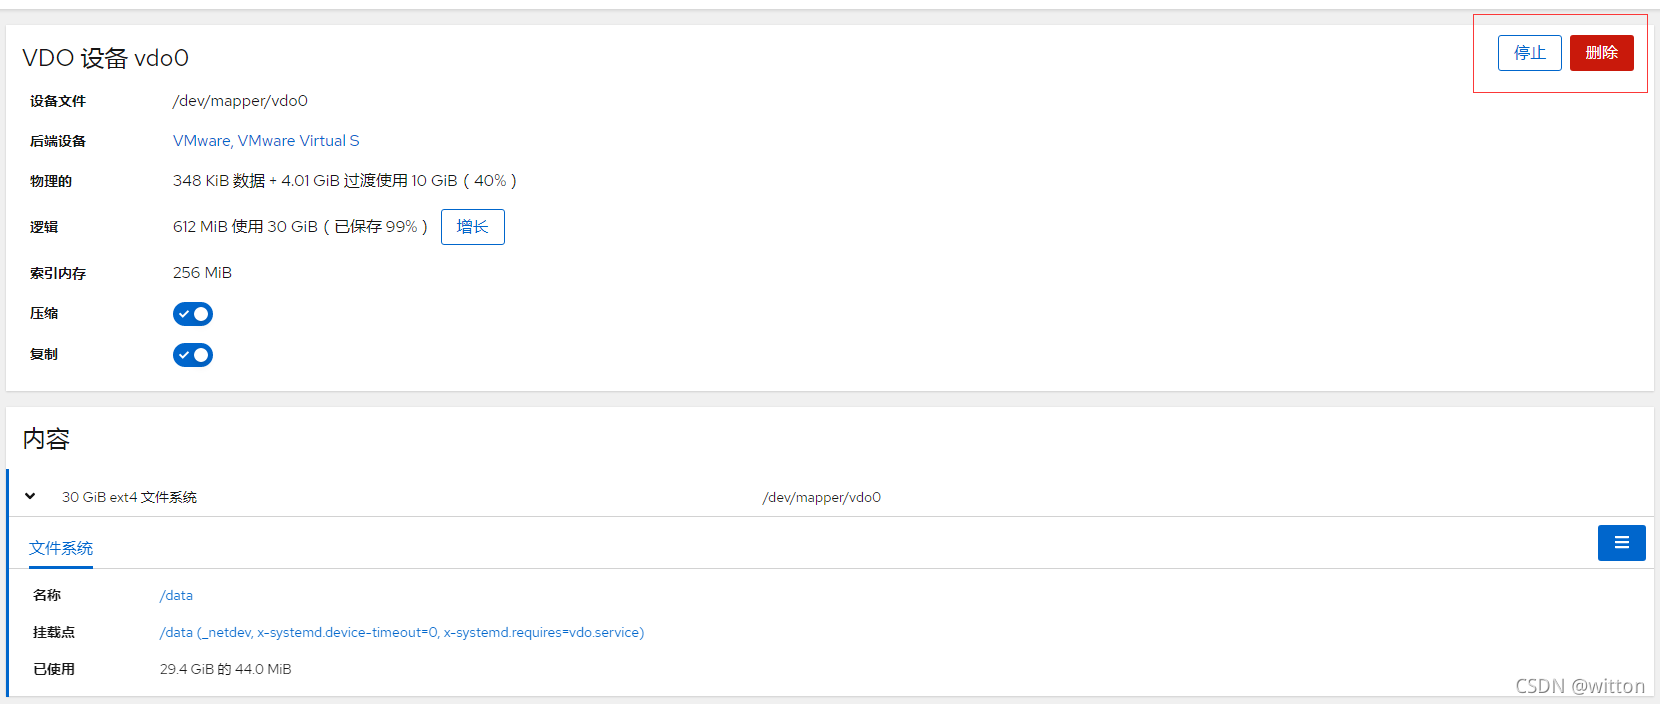 VDO 设备 vdo0
停止 删除
设备文件 /dev/mapper/vdo0
后端设备 VMware, VMware Virtual S
物理的 348 KiB 数据 + 4.01 GiB 过渡使用 10 GiB（40%）
逻辑 612 MiB 使用 30 GiB（已保存 99%） 增长
索引内存 256 MiB
压缩
复制
内容
30 GiB ext4 文件系统 /dev/mapper/vdo0
文件系统
名称 /data
挂载点 /data (_netdev, x-systemd.device-timeout=0, x-systemd.requires=vdo.service)
已使用 29.4 GiB 的 44.0 MiB
CSDN @witton